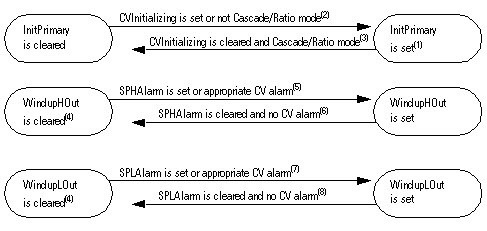 CVInitializing is set or not Cascade/Ratio mode(2)
InitPrimary
is cleared
InitPrimary
is set(1)
CVInitializing is cleared and Cascade/Ratio mode(3)
SPHAlarm is set or appropriate CV alarm(5)
WindupHOut
is cleared(4)
WindupHOut
is set
SPHAlarm is cleared and no CV alarm(6)
SPLAlarm is set or appropriate CV alarm(7)
WindupLOut
is cleared(4)
WindupLOut
is set
SPLAlarm is cleared and no CV alarm(8)